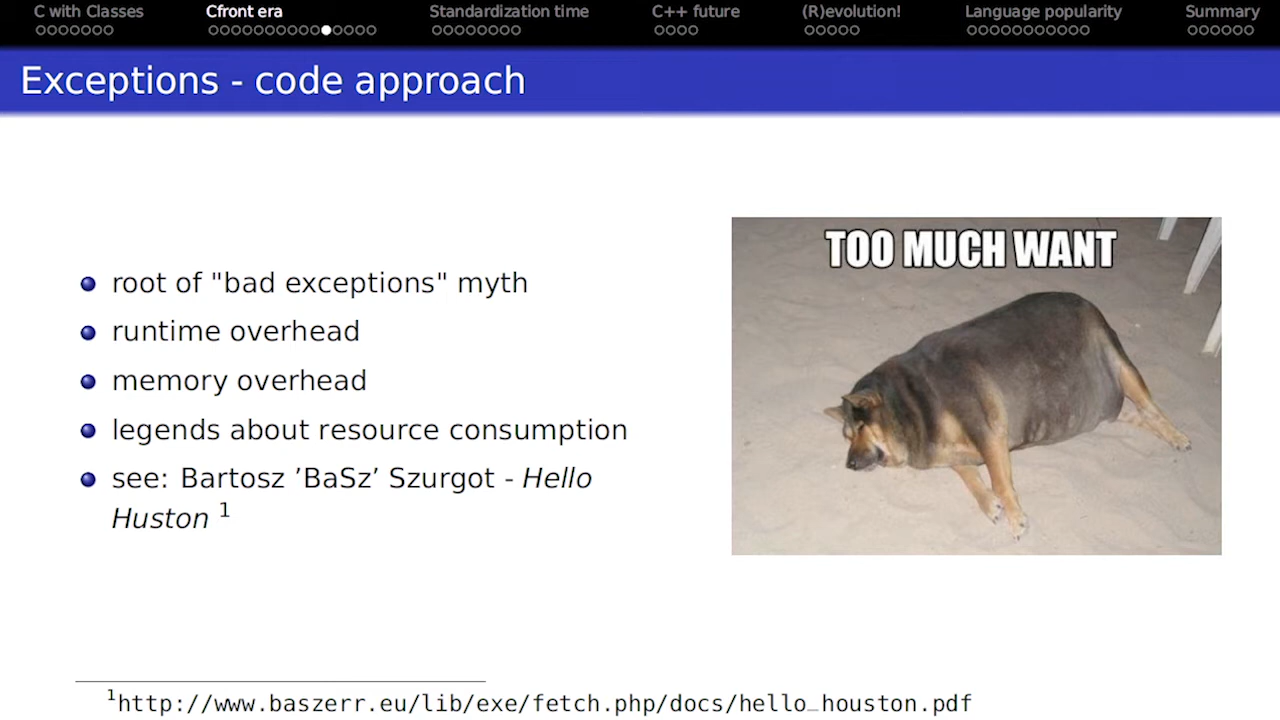 C with Classes Cfront era Standardization time C++ future (R)evolution! Language popularity Summary
Exceptions - code approach
TOO MUCH WANT
root of "bad exceptions" myth
runtime overhead
memory overhead
legends about resource consumption
see: Bartosz ’BaSz’ Szurgot - Hello
Huston 1
1http://www.baszerr.eu/lib/exe/fetch.php/docs/hello_houston.pdf